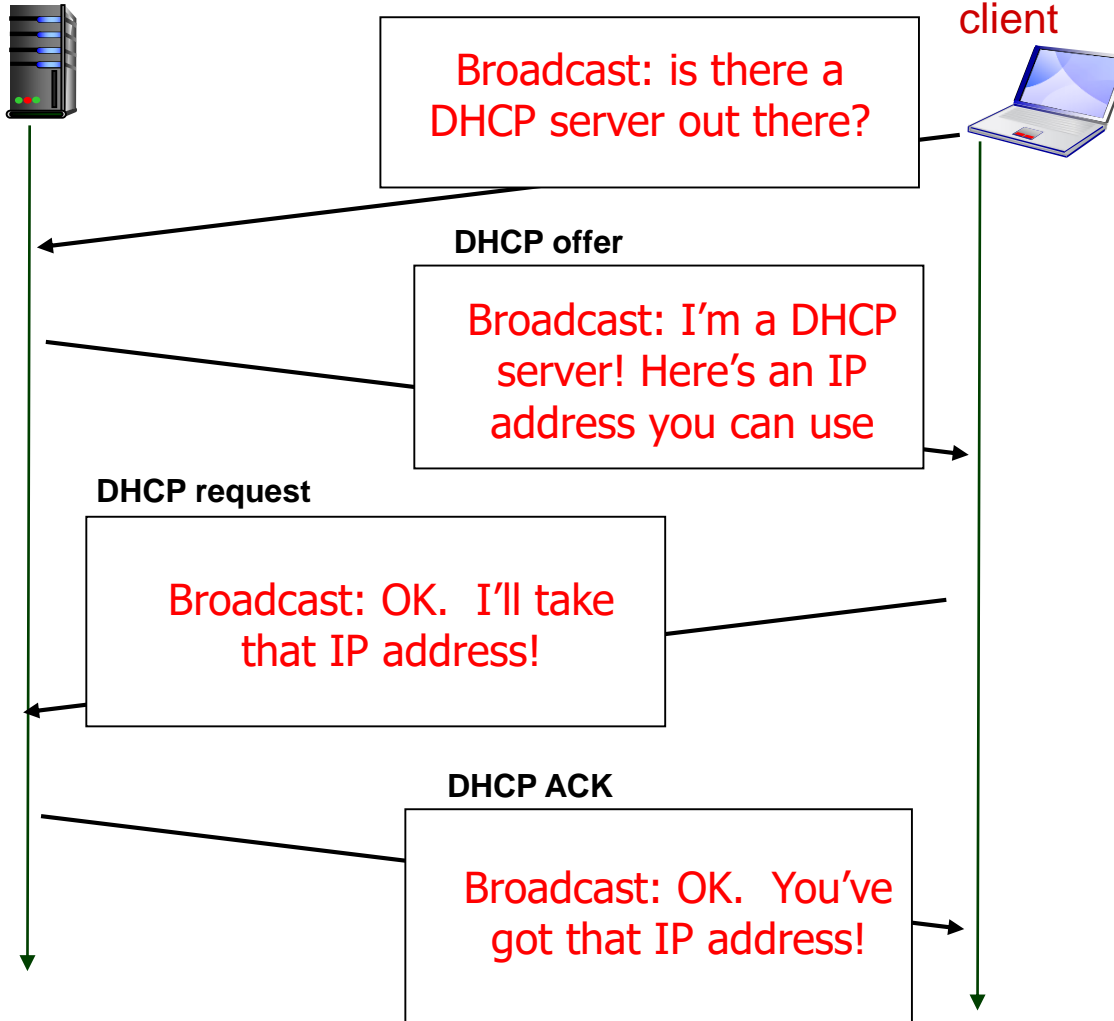 client
Broadcast: is there a
DHCP server out there?
DHCP offer
Broadcast: I’m a DHCP
server! Here’s an IP
address you can use
DHCP request
Broadcast: OK.  I’ll take
that IP address!
DHCP ACK
Broadcast: OK.  You’ve
got that IP address!